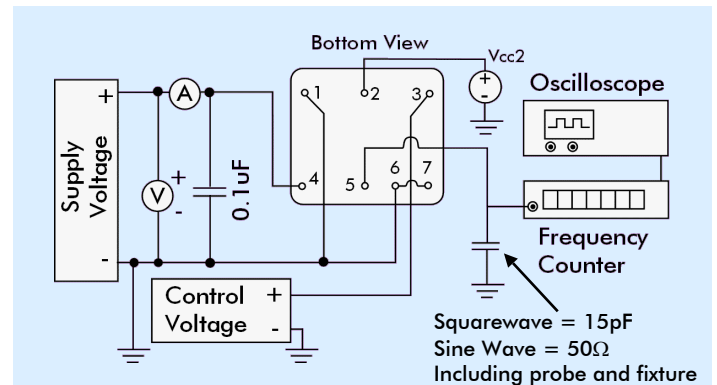 Bottom View
Vcc2
+
-
Oscilloscope
Supply
Voltage
+
-
A
V
+
-
0.1uF
1
2
3
4
5
6
7
Frequency
Counter
Control
Voltage
+
-
Squarewave = 15pF
Sine Wave = 50Ω
Including probe and fixture